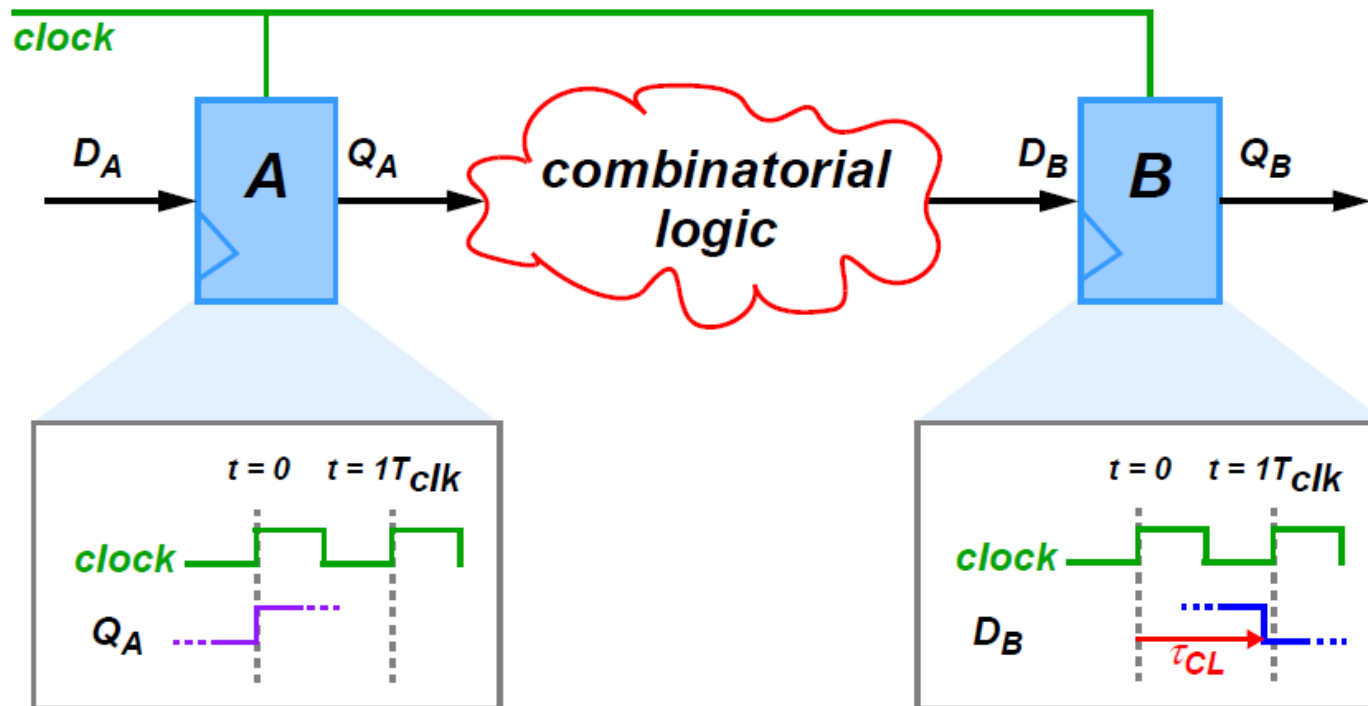 clock
D_A
A
Q_A
combinatorial
logic
D_B
B
Q_B
t = 0 t = 1T_clk
clock
Q_A
t = 0 t = 1T_clk
clock
D_B
τ_CL